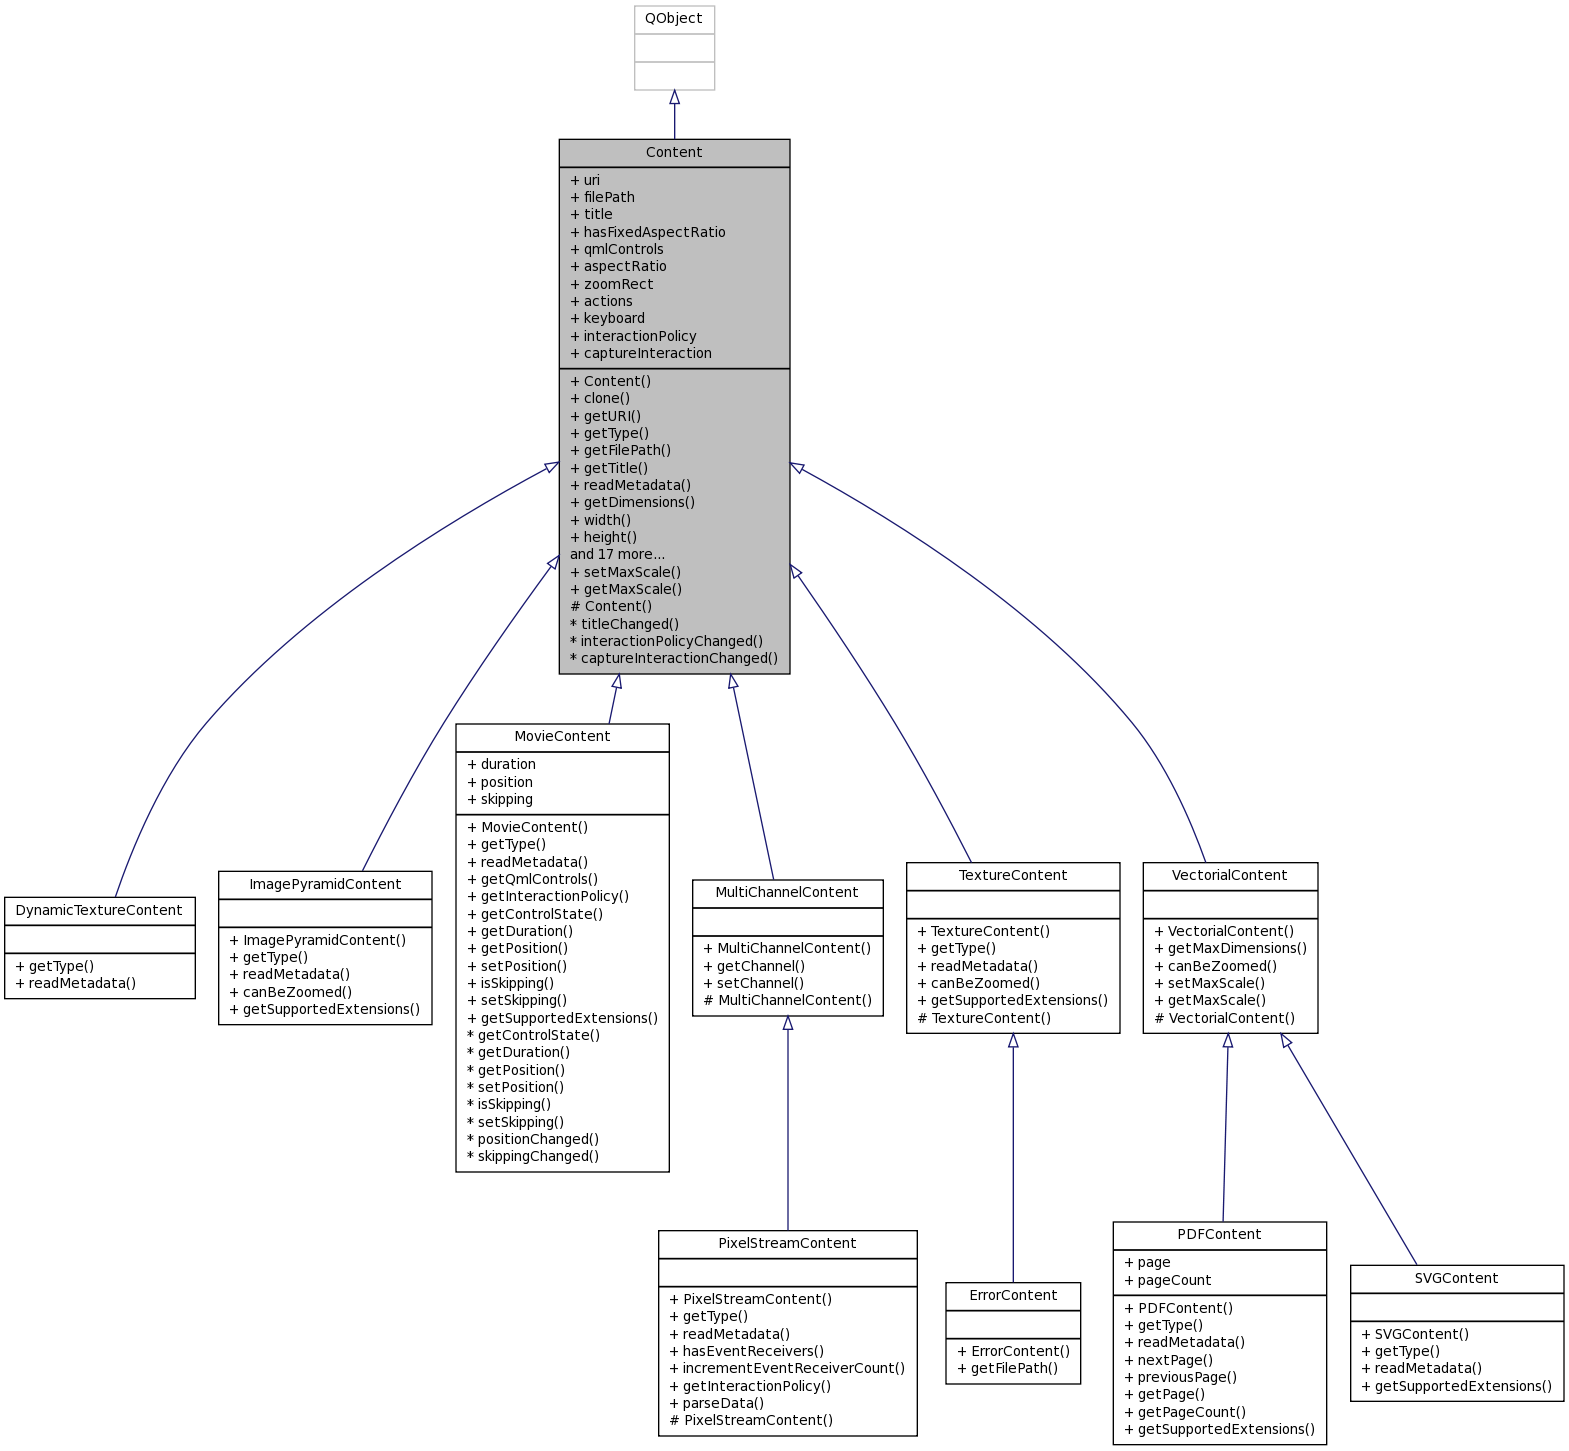 QObject
Content
+ uri
+ filePath
+ title
+ hasFixedAspectRatio
+ qmlControls
+ aspectRatio
+ zoomRect
+ actions
+ keyboard
+ interactionPolicy
+ captureInteraction
+ Content()
+ clone()
+ getURI()
+ getType()
+ getFilePath()
+ getTitle()
+ readMetadata()
+ getDimensions()
+ width()
+ height()
and 17 more...
+ setMaxScale()
+ getMaxScale()
# Content()
* titleChanged()
* interactionPolicyChanged()
* captureInteractionChanged()
DynamicTextureContent
+ getType()
+ readMetadata()
ImagePyramidContent
+ ImagePyramidContent()
+ getType()
+ readMetadata()
+ canBeZoomed()
+ getSupportedExtensions()
MovieContent
+ duration
+ position
+ skipping
+ MovieContent()
+ getType()
+ readMetadata()
+ getQmlControls()
+ getInteractionPolicy()
+ getControlState()
+ getDuration()
+ getPosition()
+ setPosition()
+ isSkipping()
+ setSkipping()
+ getSupportedExtensions()
* getControlState()
* getDuration()
* getPosition()
* setPosition()
* isSkipping()
* setSkipping()
* positionChanged()
* skippingChanged()
MultiChannelContent
+ MultiChannelContent()
+ getChannel()
+ setChannel()
# MultiChannelContent()
TextureContent
+ TextureContent()
+ getType()
+ readMetadata()
+ canBeZoomed()
+ getSupportedExtensions()
# TextureContent()
VectorialContent
+ VectorialContent()
+ getMaxDimensions()
+ canBeZoomed()
+ setMaxScale()
+ getMaxScale()
# VectorialContent()
PixelStreamContent
+ PixelStreamContent()
+ getType()
+ readMetadata()
+ hasEventReceivers()
+ incrementEventReceiverCount()
+ getInteractionPolicy()
+ parseData()
# PixelStreamContent()
ErrorContent
+ ErrorContent()
+ getFilePath()
PDFContent
+ page
+ pageCount
+ PDFContent()
+ getType()
+ readMetadata()
+ nextPage()
+ previousPage()
+ getPage()
+ getPageCount()
+ getSupportedExtensions()
SVGContent
+ SVGContent()
+ getType()
+ readMetadata()
+ getSupportedExtensions()